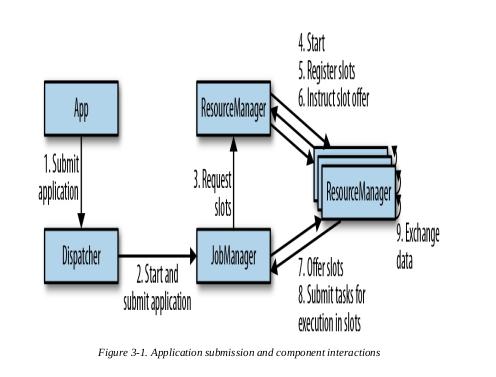 4. Start
5. Register slots
6. Instruct slot offer
App
ResourceManager
1. Submit
application
3. Request
slots
ResourceManager
9. Exchange
data
Dispatcher
2. Start and
submit application
JobManager
7. Offer slots
8. Submit tasks for
execution in slots
Figure 3-1. Application submission and component interactions